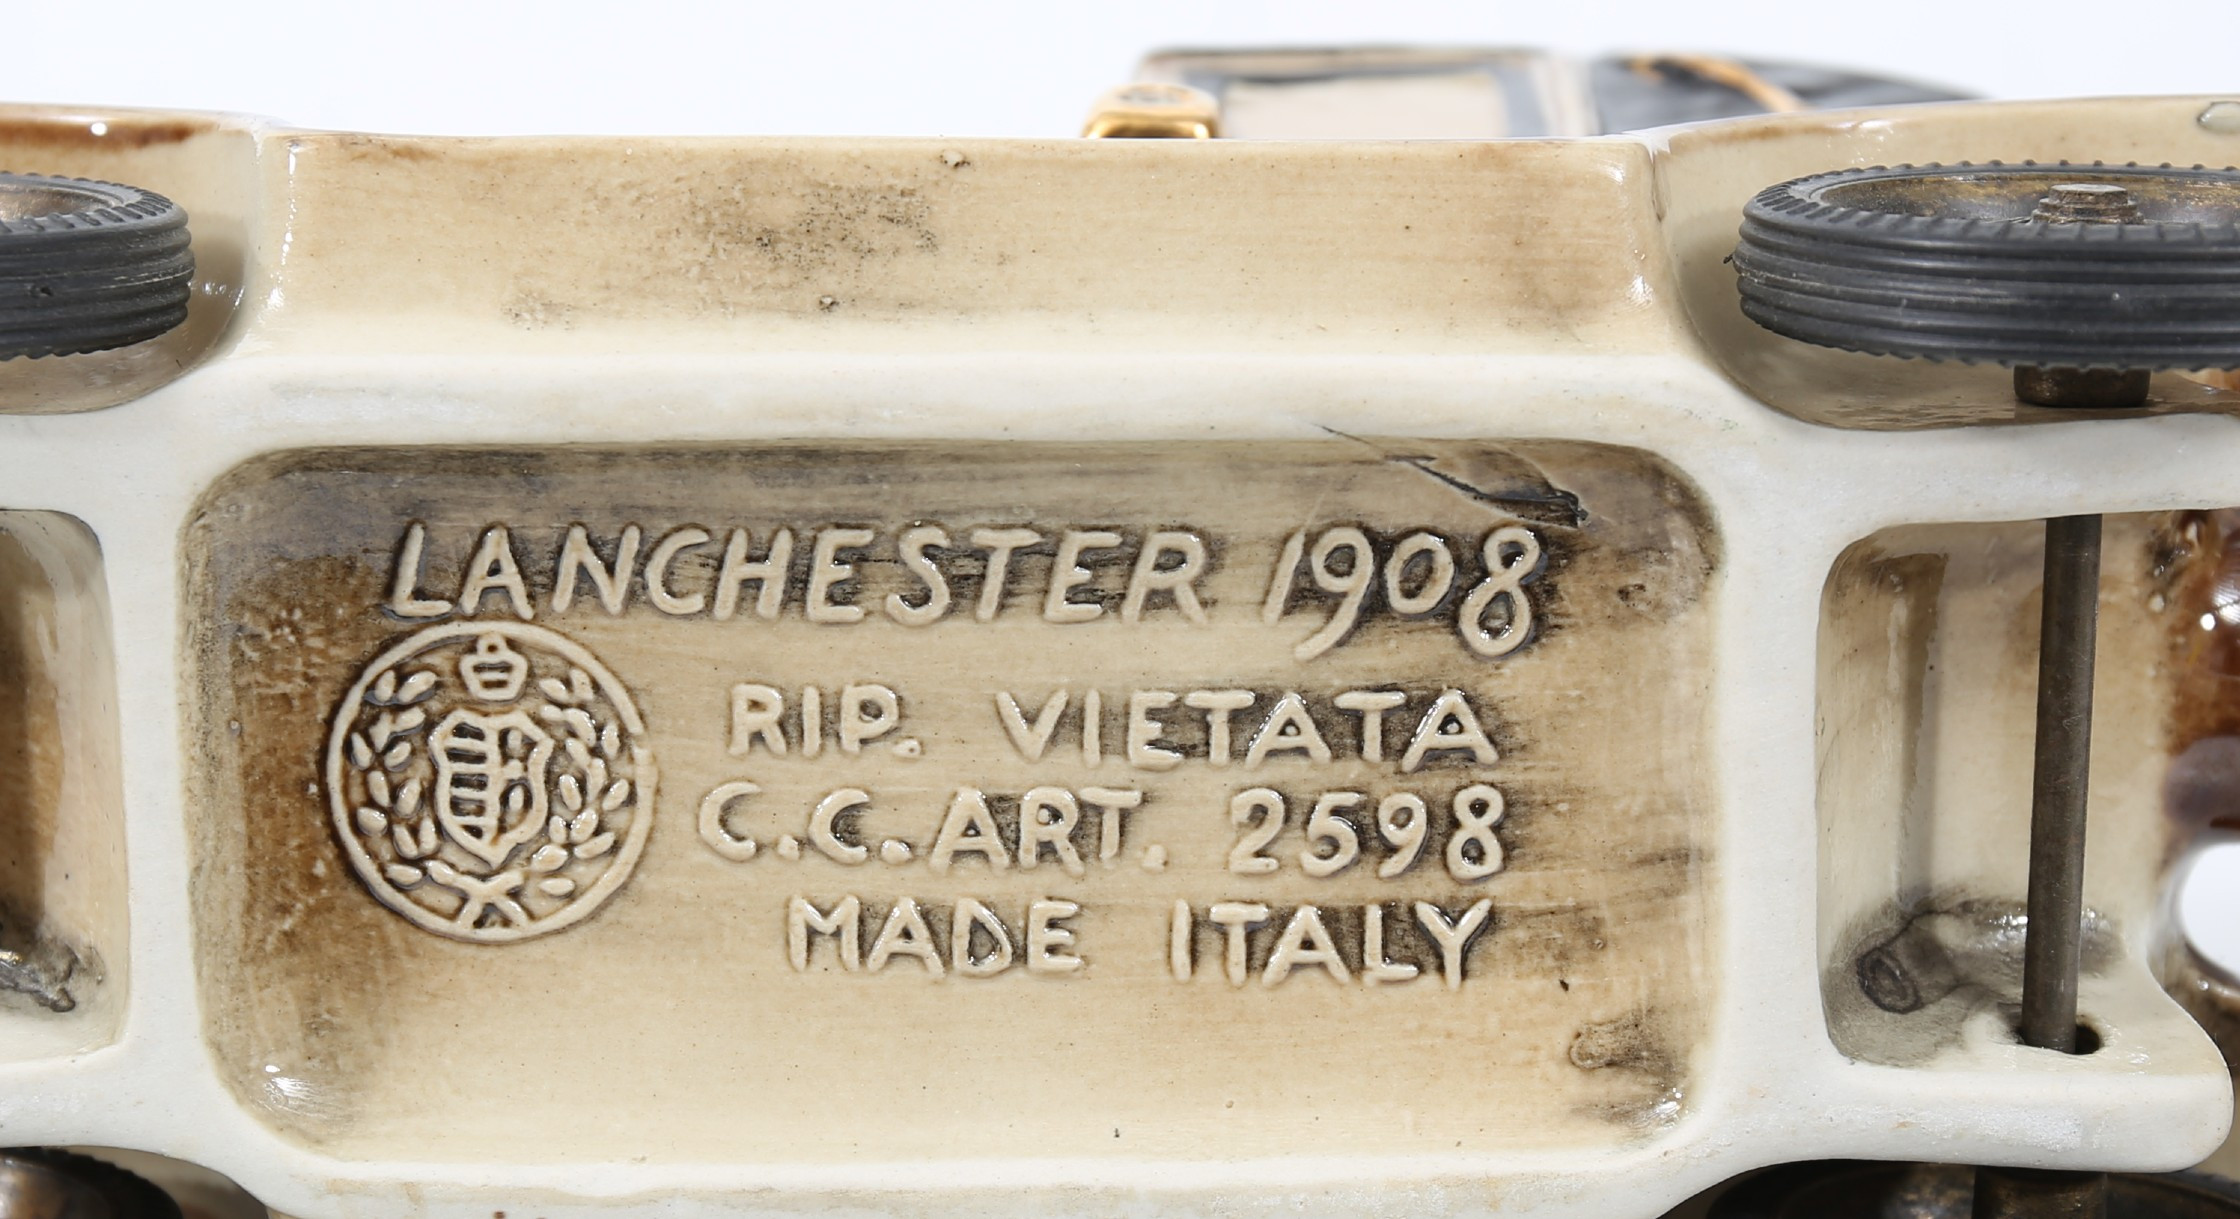 LANCHESTER 1908
RIP. VIETATA
C.C.ART. 2598
MADE ITALY